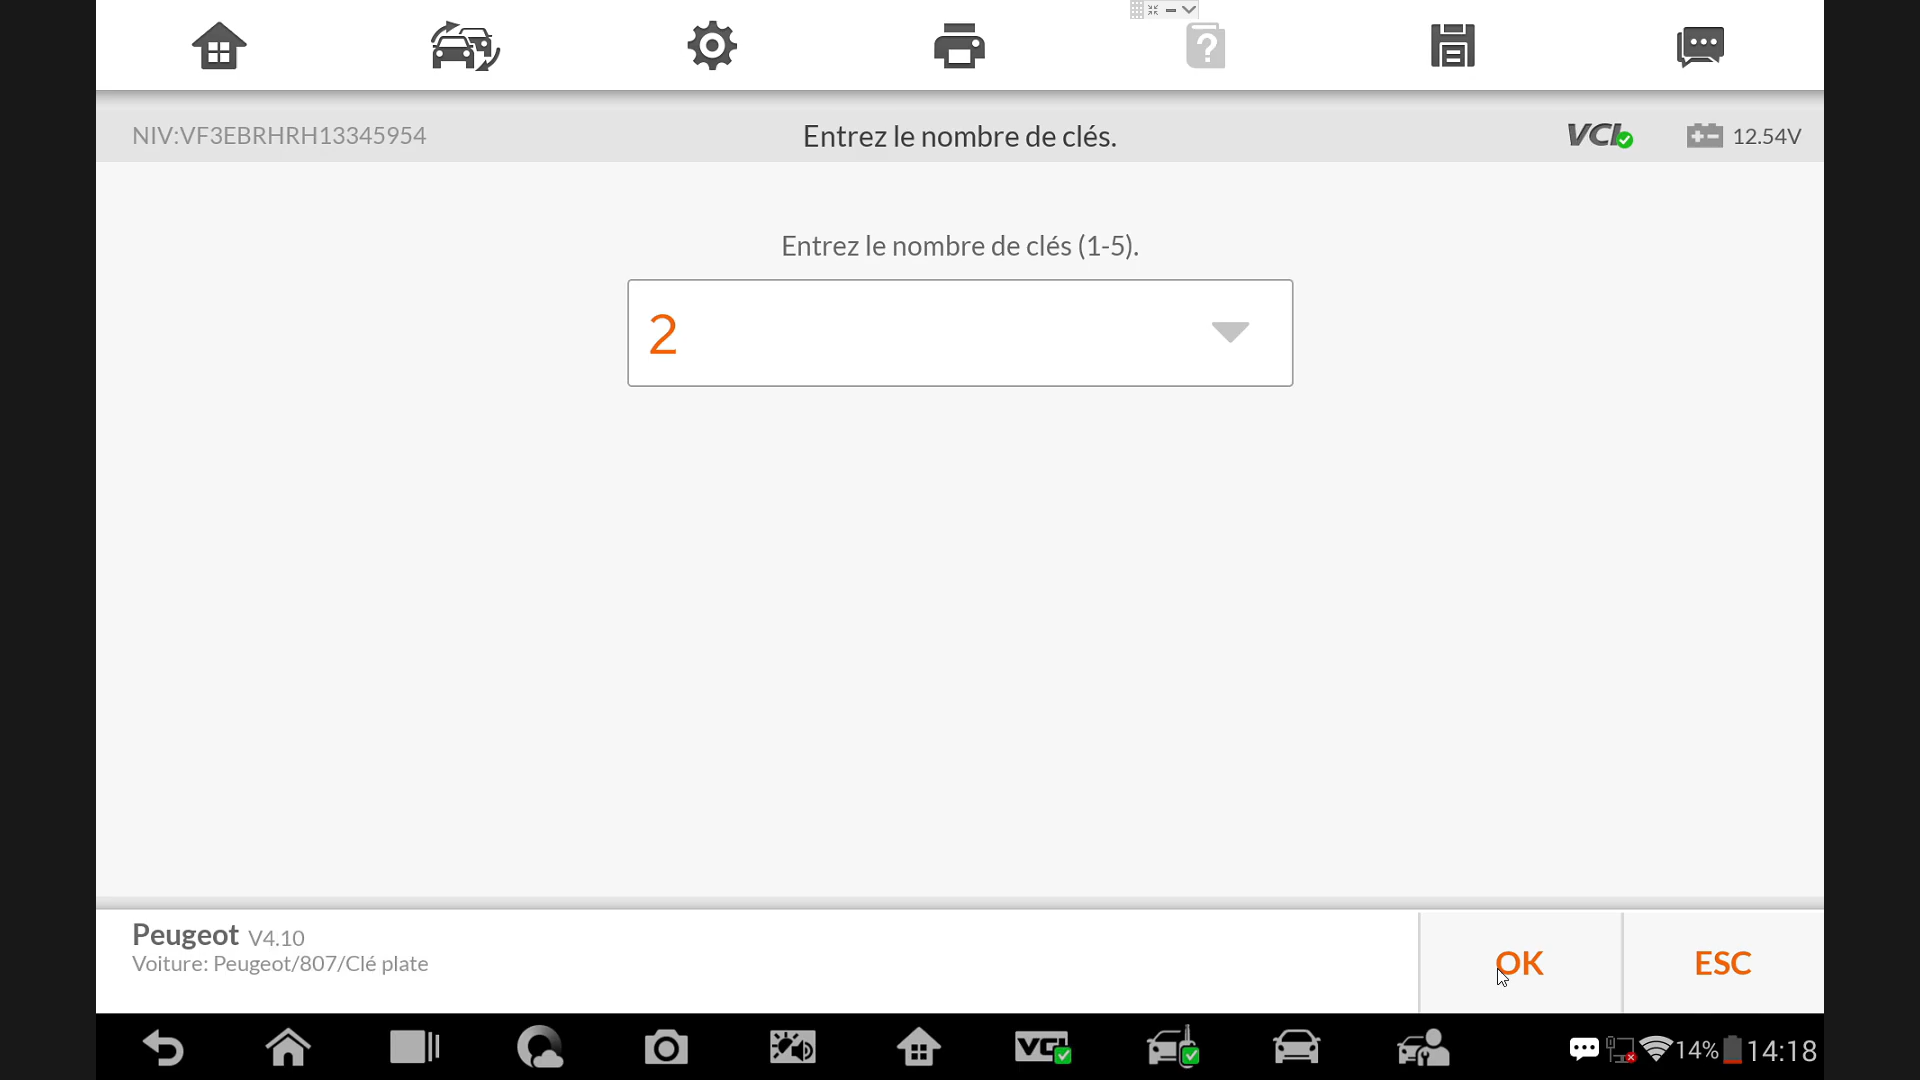 NIV:VF3EBRHRH13345954
Entrez le nombre de clés.
VCI
12.54V
Entrez le nombre de clés (1-5).
2
Peugeot V4.10
Voiture: Peugeot/807/Clé plate
OK
ESC
VCI
14%
14:18